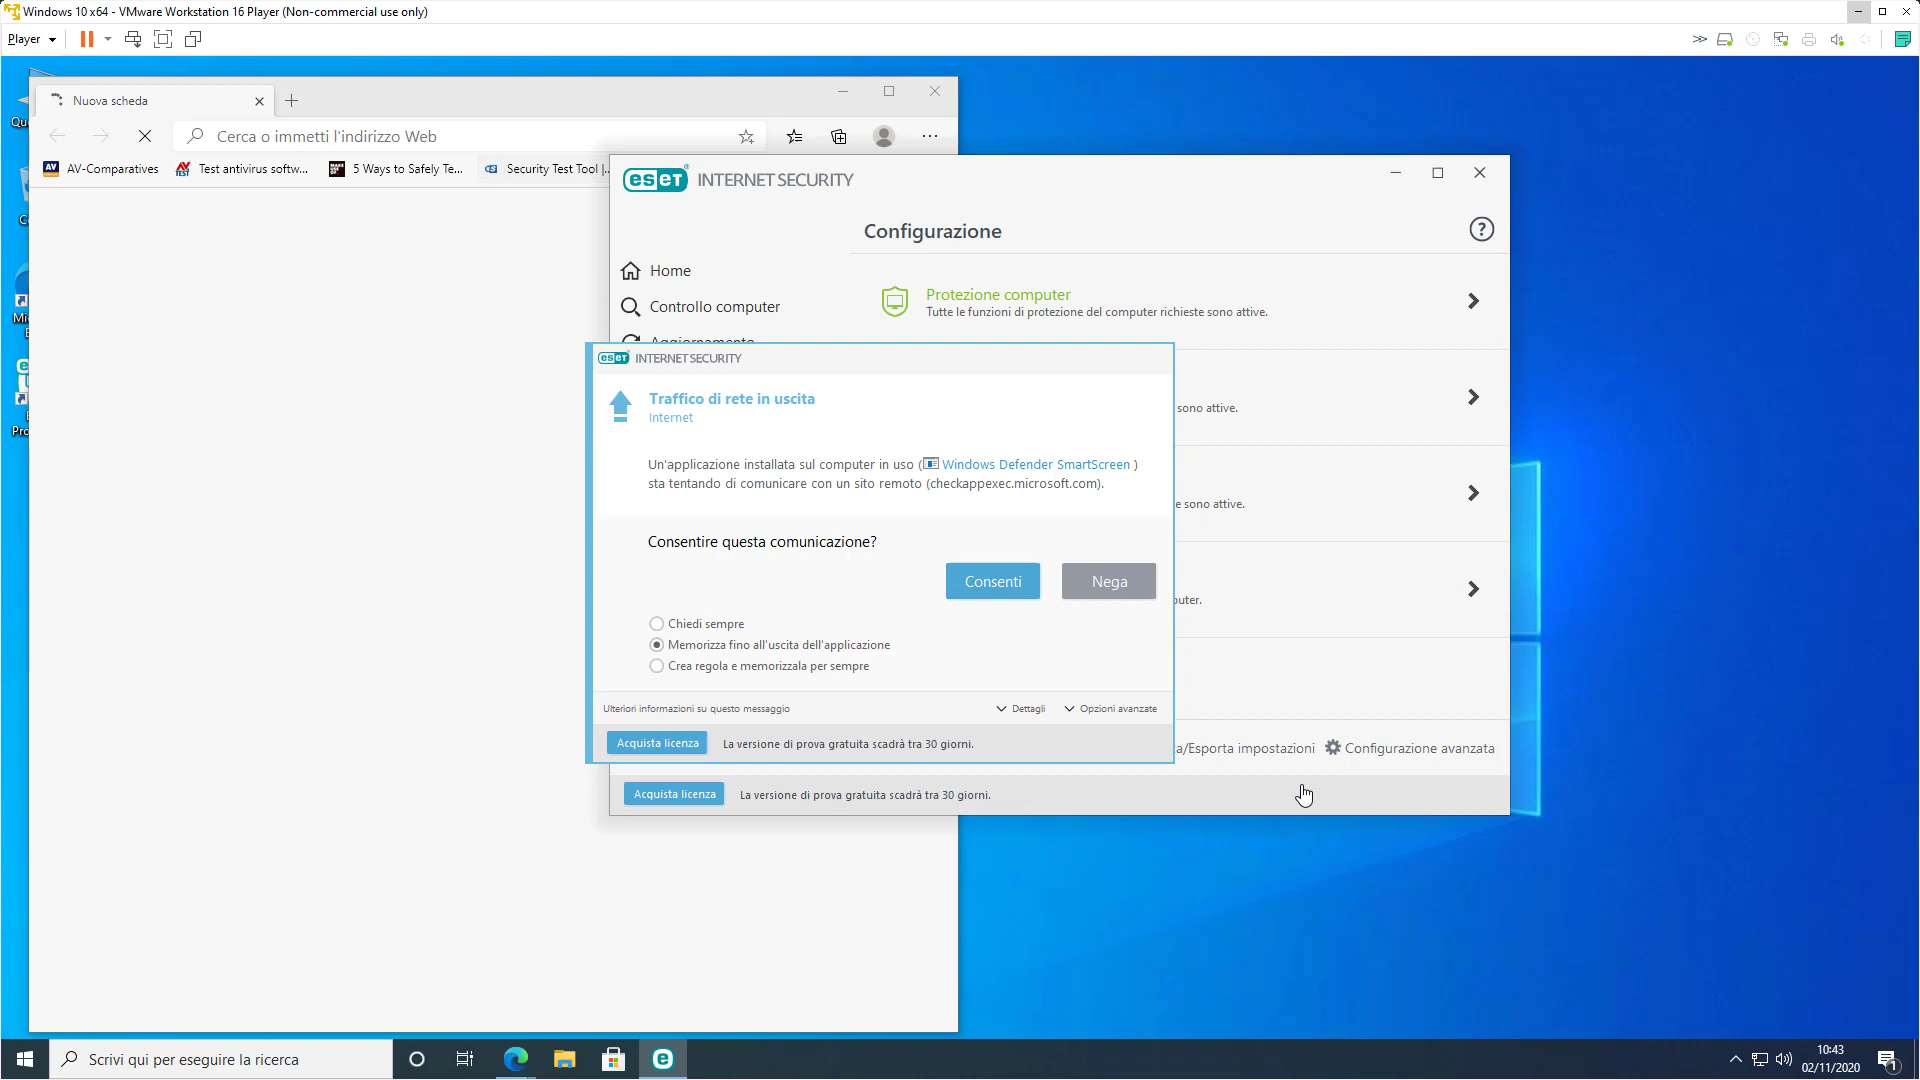 Windows 10 x64 - VMware Workstation 16 Player (Non-commercial use only)
Player
Nuova scheda
Cerca o immetti l'indirizzo Web
AV-Comparatives
Test antivirus softw...
5 Ways to Safely Te...
Security Test Tool |...
eseT INTERNET SECURITY
Configurazione
Home
Controllo computer
Aggiornamento
Protezione computer
Tutte le funzioni di protezione del computer richieste sono attive.
sono attive.
e sono attive.
puter.
a/Esporta impostazioni
Configurazione avanzata
Acquista licenza
La versione di prova gratuita scadrà tra 30 giorni.
eseT INTERNET SECURITY
Traffico di rete in uscita
Internet
Un'applicazione installata sul computer in uso ( Windows Defender SmartScreen )
sta tentando di comunicare con un sito remoto (checkappexec.microsoft.com).
Consentire questa comunicazione?
Consenti
Nega
Chiedi sempre
Memorizza fino all'uscita dell'applicazione
Crea regola e memorizzala per sempre
Ulteriori informazioni su questo messaggio
Dettagli
Opzioni avanzate
Acquista licenza
La versione di prova gratuita scadrà tra 30 giorni.
Scrivi qui per eseguire la ricerca
10:43
02/11/2020
1